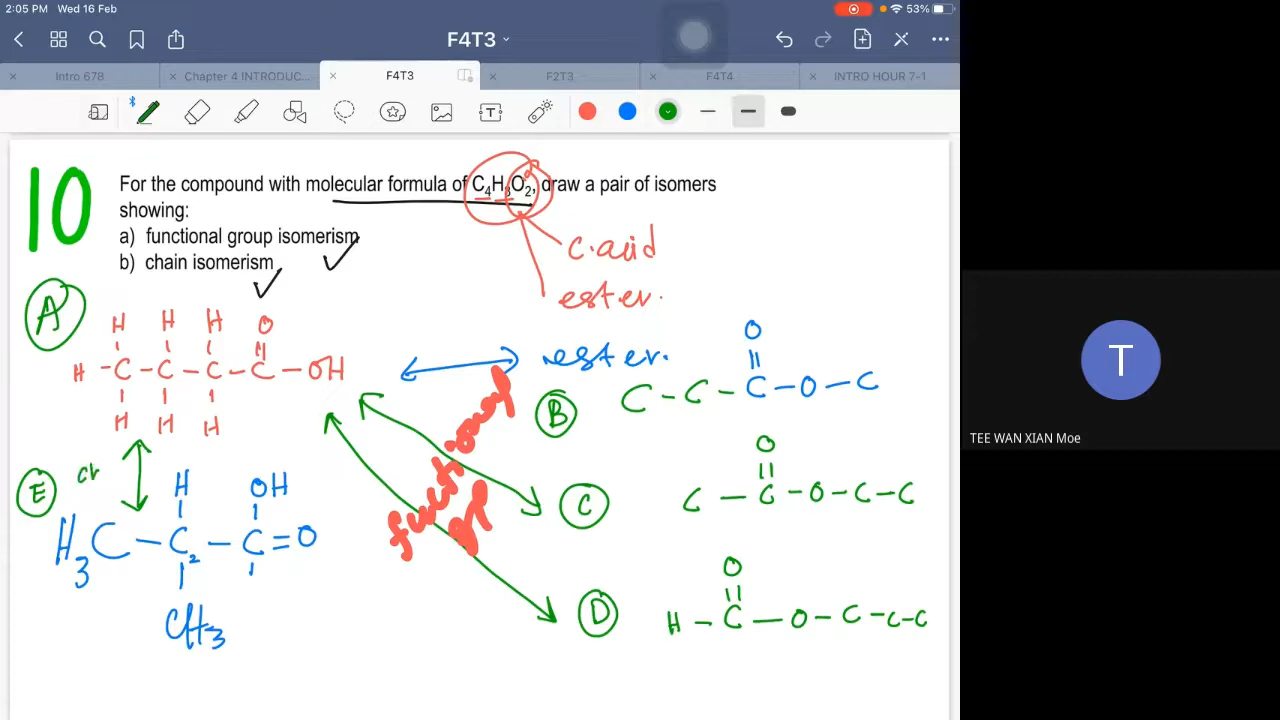 2:05 PM Wed 16 Feb
53%
F4T3
Intro 678
Chapter 4 INTRODUC...
F4T3
F2T3
F4T4
INTRO HOUR 7-1
10
For the compound with molecular formula of C4H8O2, draw a pair of isomers
showing:
a) functional group isomerism
b) chain isomerism
c.acid
ester.
A
H H H O
H - C - C - C - C - OH
H H H
ester.
O
B
C - C - C - O - C
functional
gp
O
C
C - C - O - C - C
E
H OH
H3C - C2 - C = O
CH3
O
D
H - C - O - C - C - C
T
TEE WAN XIAN Moe